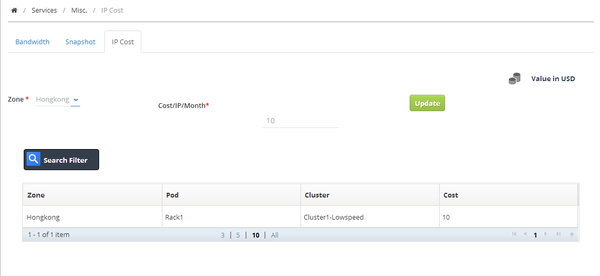 / Services / Misc. / IP Cost
Bandwidth Snapshot IP Cost
Value in USD
Zone * Hongkong Cost/IP/Month* Update
10
Search Filter
Zone Pod Cluster Cost
Hongkong Rack1 Cluster1-Lowspeed 10
1 - 1 of 1 item 3 | 5 | 10 | All 1